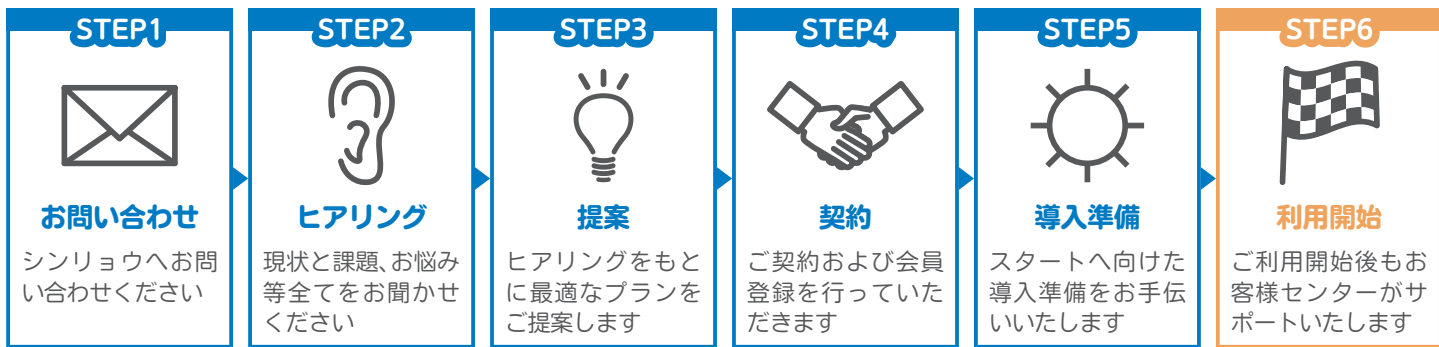 STEP1
お問い合わせ
シンリョウへお問
い合わせください
STEP2
ヒアリング
現状と課題、お悩み
等全てをお聞かせ
ください
STEP3
提案
ヒアリングをもと
に最適なプランを
ご提案します
STEP4
契約
ご契約および会員
登録を行っていた
だきます
STEP5
導入準備
スタートへ向けた
導入準備をお手伝
いいたします
STEP6
利用開始
ご利用開始後もお
客様センターがサ
ポートいたします